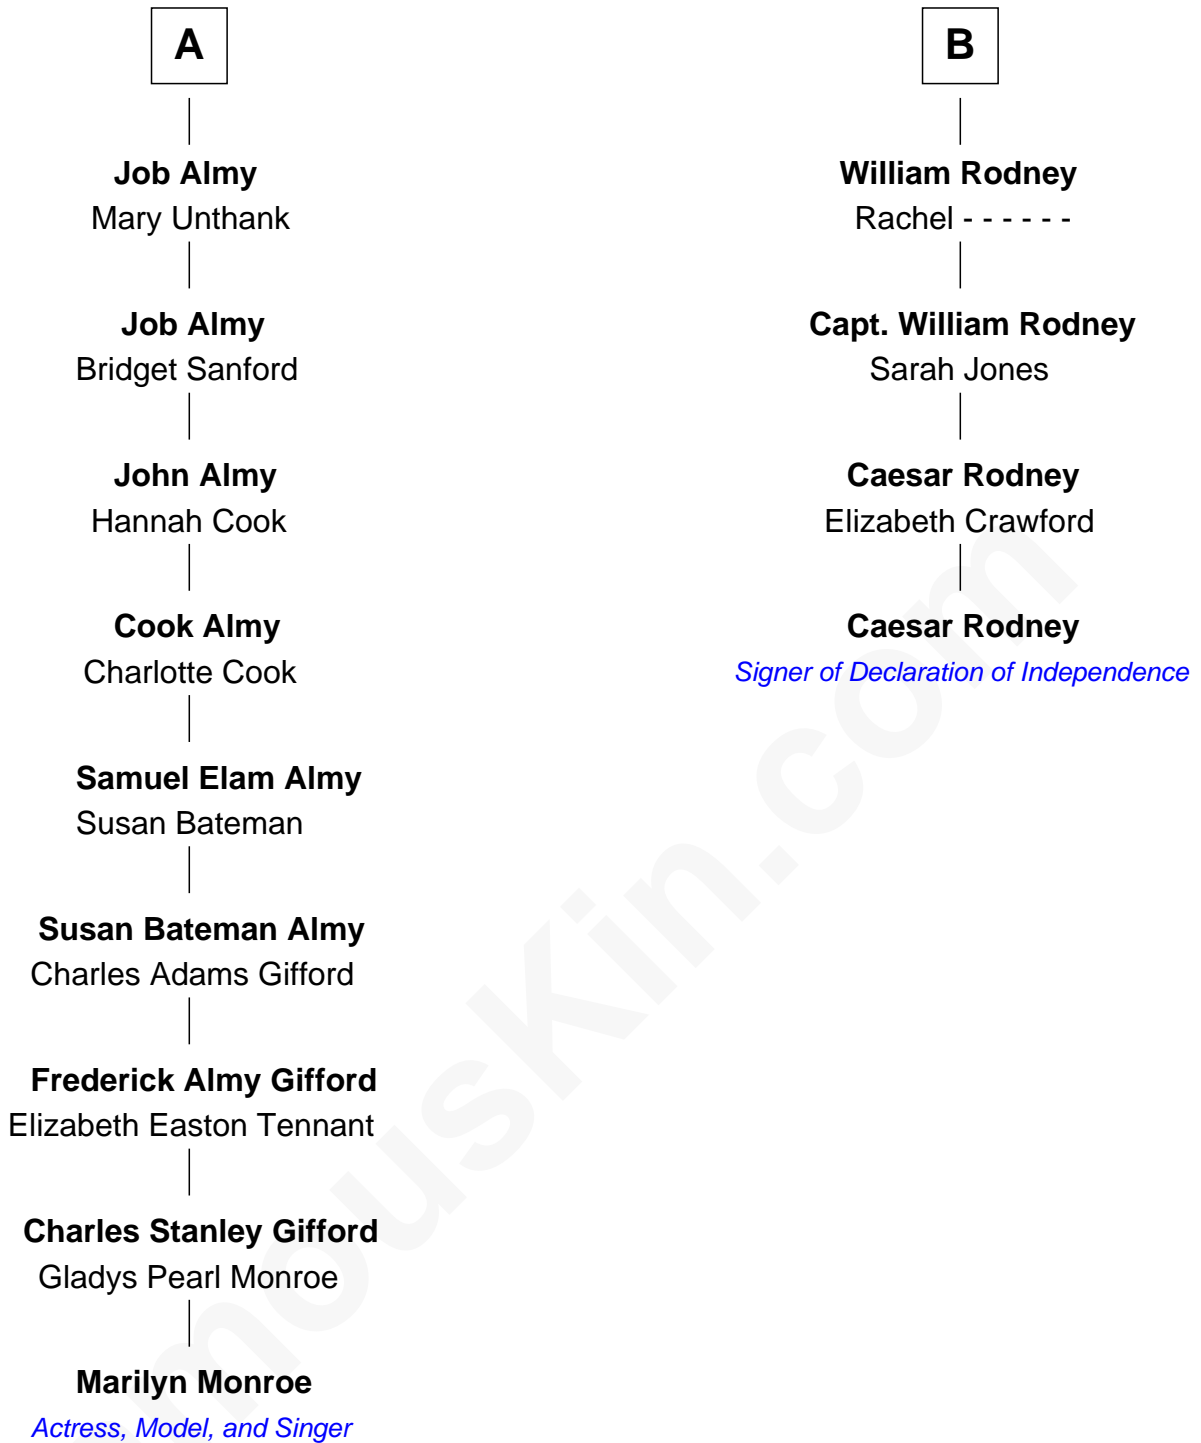 A
Job Almy
Mary Unthank
Job Almy
Bridget Sanford
John Almy
Hannah Cook
Cook Almy
Charlotte Cook
Samuel Elam Almy
Susan Bateman
Susan Bateman Almy
Charles Adams Gifford
Frederick Almy Gifford
Elizabeth Easton Tennant
Charles Stanley Gifford
Gladys Pearl Monroe
Marilyn Monroe
Actress, Model, and Singer
B
William Rodney
Rachel - - - - - -
Capt. William Rodney
Sarah Jones
Caesar Rodney
Elizabeth Crawford
Caesar Rodney
Signer of Declaration of Independence
mousKin.com